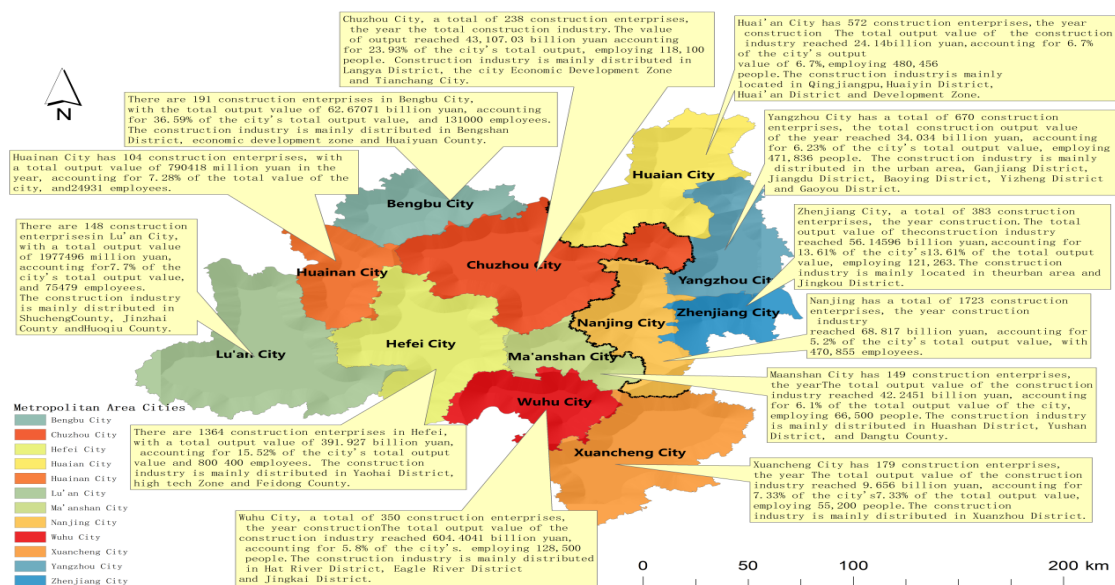 Chuzhou City, a total of 238 construction enterprises,
the year the total construction industry.The value
of output reached 43,107.03 billion yuan accounting
for 23.93% of the city's total output, employing 118,100
people. Construction industry is mainly distributed in
Langya District, the city Economic Development Zone
and Tianchang City.
Huai'an City has 572 construction enterprises,the year
construction The total output value of the construction
industry reached 24.14billion yuan,accounting for 6.7%
of the city's output
value of 6.7%,employing 480,456
people.The construction industryis mainly
located in Qingjiangpu,Huaiyin District,
Huai'an District and Development Zone.
There are 191 construction enterprises in Bengbu City,
with the total output value of 62.67071 billion yuan, accounting
for 36.59% of the city's total output value, and 131000 employees.
The construction industry is mainly distributed in Bengshan
District, economic development zone and Huaiyuan County.
Yangzhou City has a total of 670 construction
enterprises, the total construction output value
of the year reached 34.034 billion yuan, accounting
for 6.23% of the city's total output value, employing
471,836 people. The construction industry is mainly
distributed in the urban area, Ganjiang District,
Jiangdu District, Baoying District, Yizheng District
and Gaoyou District.
Huainan City has 104 construction enterprises, with
a total output value of 790418 million yuan in the
year, accounting for 7.28% of the total value of the
city, and24931 employees.
There are 148 construction
enterprisesin Lu'an City,
with a total output value
of 1977496 million yuan,
accounting for7.7% of the
city's total output value,
and 75479 employees.
The construction industry
is mainly distributed in
ShuchengCounty, Jinzhai
County andHuoqiu County.
Zhenjiang City, a total of 383 construction
enterprises, the year construction.The total
output value of theconstruction industry
reached 56.14596 billion yuan,accounting for
13.61% of the city's13.61% of the total output
value, employing 121,263.The construction
industry is mainly located in theurban area and
Jingkou District.
Nanjing has a total of 1723 construction
enterprises, the year construction
industry
reached 68.817 billion yuan, accounting for
5.2% of the city's total output value, with
470,855 employees.
Maanshan City has 149 construction enterprises,
the yearThe total output value of the construction
industry reached 42.2451 billion yuan, accounting
for 6.1% of the total output value of the city,
employing 66,500 people.The construction industry
is mainly distributed in Huashan District, Yushan
District, and Dangtu County.
There are 1364 construction enterprises in Hefei,
with a total output value of 391.927 billion yuan,
accounting for 15.52% of the city's total output
value and 800 400 employees. The construction
industry is mainly distributed in Yaohai District,
high tech Zone and Feidong County.
Xuancheng City has 179 construction enterprises,
the year The total output value of the construction
industry reached 9.656 billion yuan, accounting for
7.33% of the city's7.33% of the total output value,
employing 55,200 people.The construction
industry is mainly distributed in Xuanzhou District.
Wuhu City, a total of 350 construction enterprises,
the year constructionThe total output value of the
construction industry reached 604.4041 billion yuan,
accounting for 5.8% of the city's. employing 128,500
people.The construction industry is mainly distributed
in Hat River District, Eagle River District
and Jingkai District.
N
Huaian City
Bengbu City
Chuzhou City
Huainan City
Yangzhou City
Zhenjiang City
Nanjing City
Hefei City
Lu'an City
Ma'anshan City
Wuhu City
Xuancheng City
Metropolitan Area Cities
Bengbu City
Chuzhou City
Hefei City
Huaian City
Huainan City
Lu'an City
Ma'anshan City
Nanjing City
Wuhu City
Xuancheng City
Yangzhou City
Zhenjiang City
0 50 100 200 km